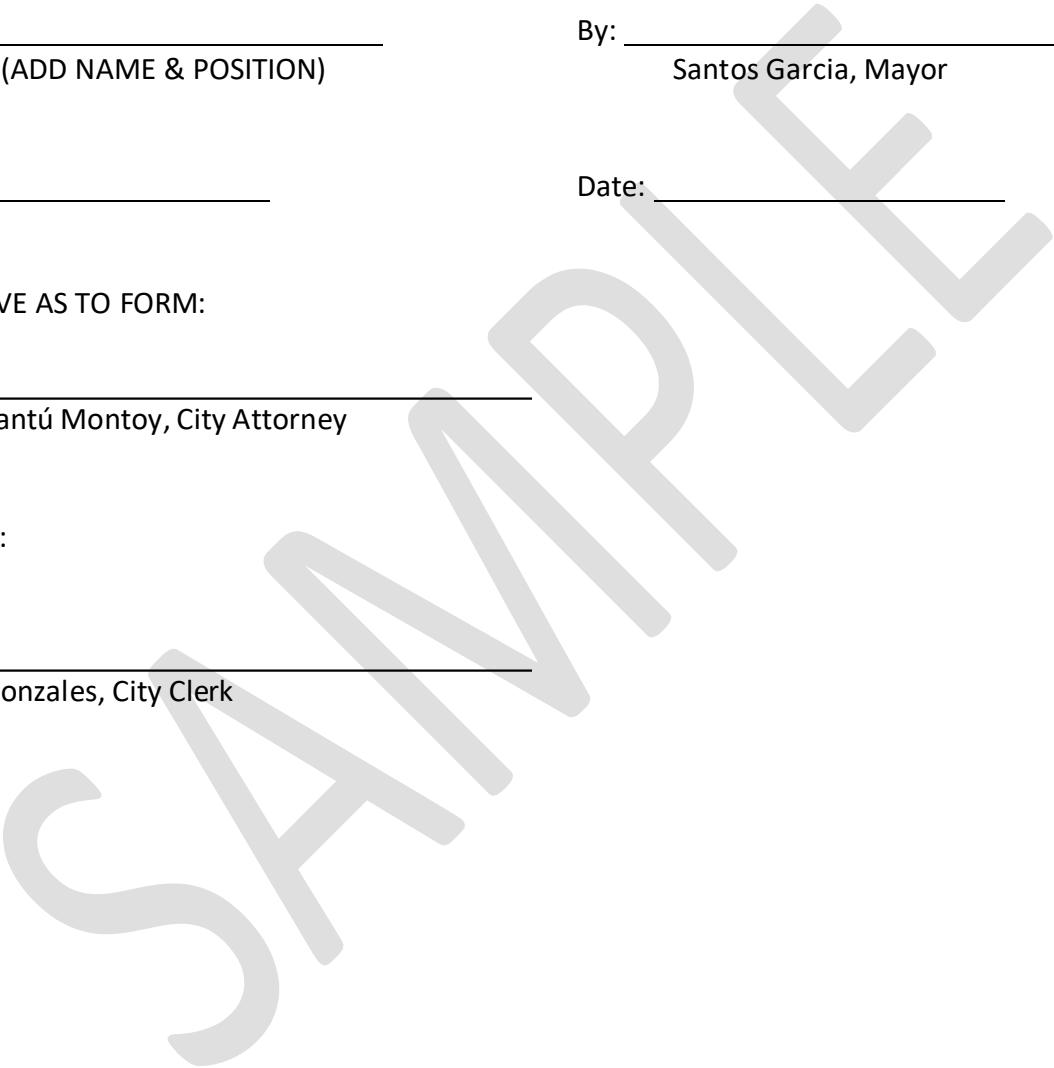 By:
(ADD NAME & POSITION)
Santos Garcia, Mayor
Date:
VE AS TO FORM:
antú Montoy, City Attorney
:
onzales, City Clerk
SAMPLE